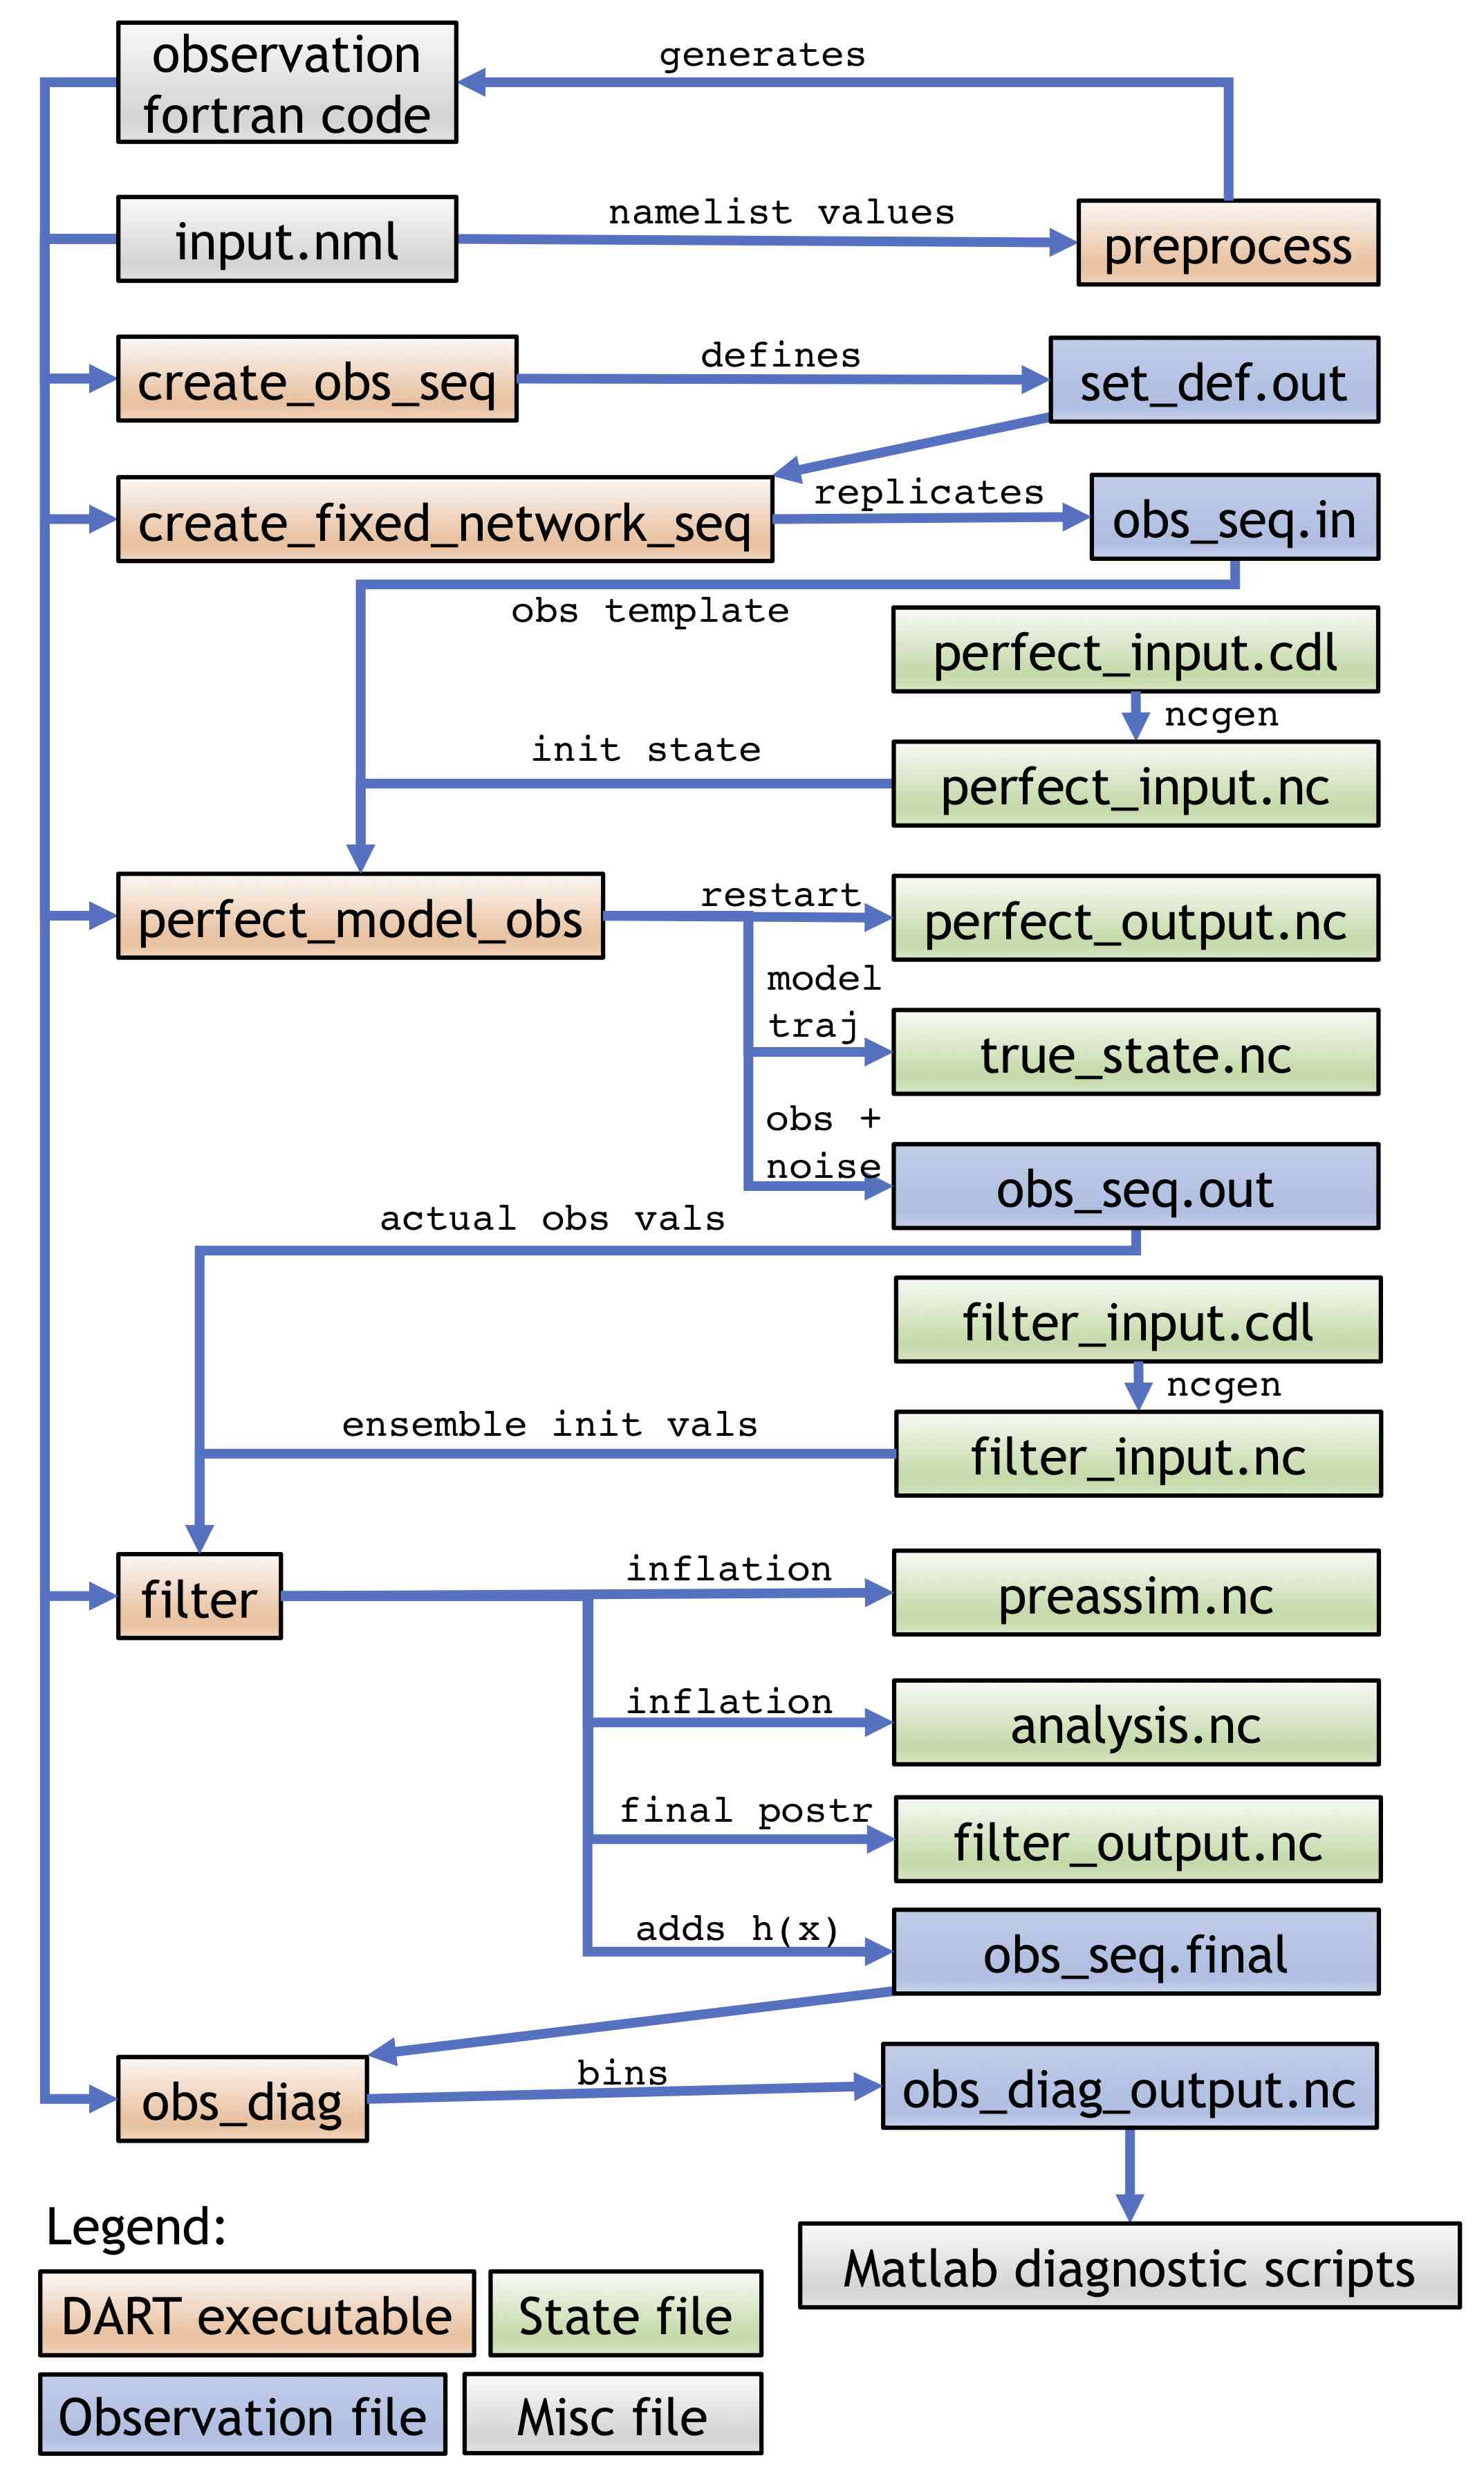 observation
fortran code
generates
input.nml
namelist values
preprocess
create_obs_seq
defines
set_def.out
create_fixed_network_seq
replicates
obs_seq.in
obs template
perfect_input.cdl
ncgen
init state
perfect_input.nc
perfect_model_obs
restart
perfect_output.nc
model
traj
true_state.nc
obs +
noise
obs_seq.out
actual obs vals
filter_input.cdl
ncgen
ensemble init vals
filter_input.nc
filter
inflation
preassim.nc
inflation
analysis.nc
final postr
filter_output.nc
adds h(x)
obs_seq.final
obs_diag
bins
obs_diag_output.nc
Matlab diagnostic scripts
Legend:
DART executable
State file
Observation file
Misc file